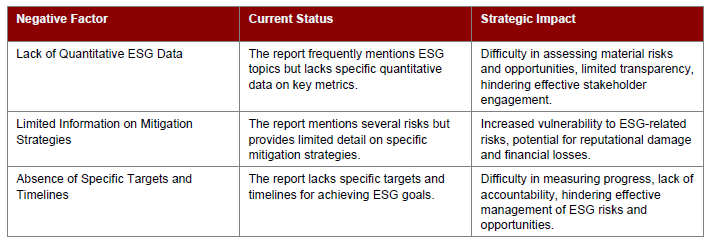 Negative Factor
Current Status
Strategic Impact
Lack of Quantitative ESG Data
The report frequently mentions ESG
topics but lacks specific quantitative
data on key metrics.
Difficulty in assessing material risks
and opportunities, limited transparency,
hindering effective stakeholder
engagement.
Limited Information on Mitigation
Strategies
The report mentions several risks but
provides limited detail on specific
mitigation strategies.
Increased vulnerability to ESG-related
risks, potential for reputational damage
and financial losses.
Absence of Specific Targets and
Timelines
The report lacks specific targets and
timelines for achieving ESG goals.
Difficulty in measuring progress, lack of
accountability, hindering effective
management of ESG risks and
opportunities.